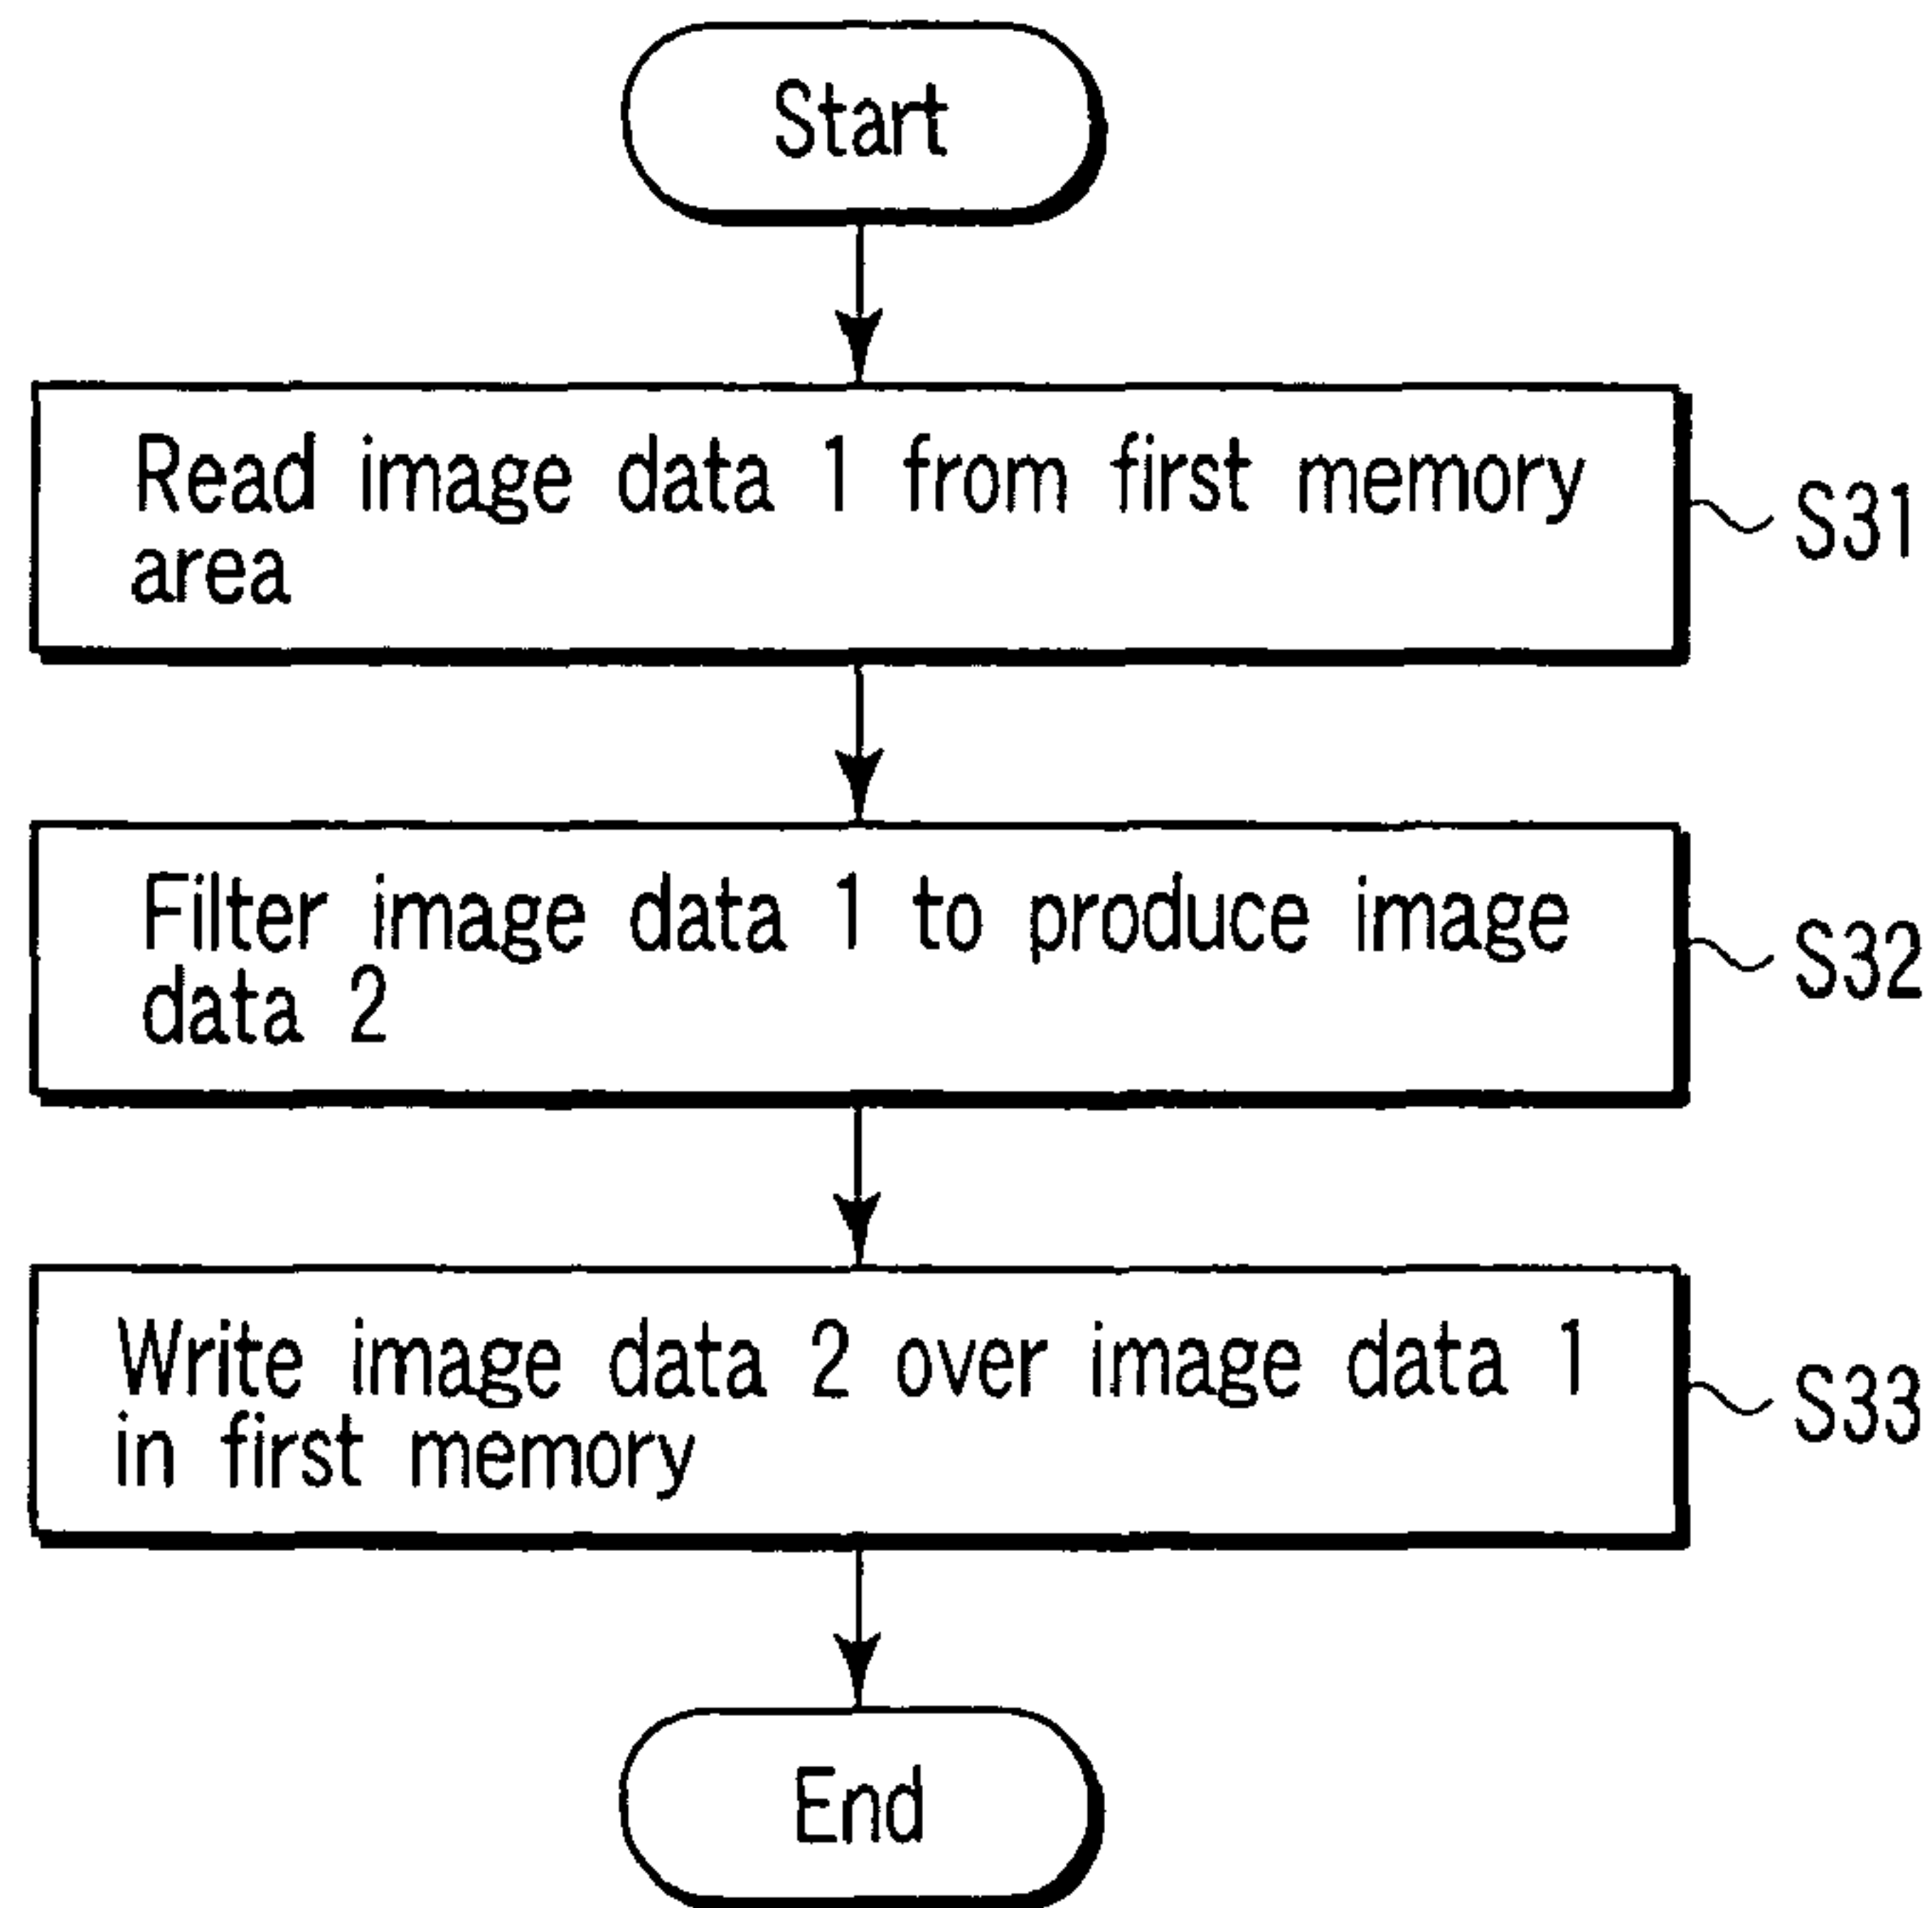 Start
Read image data 1 from first memory
area
S31
Filter image data 1 to produce image
data 2
S32
Write image data 2 over image data 1
in first memory
S33
End